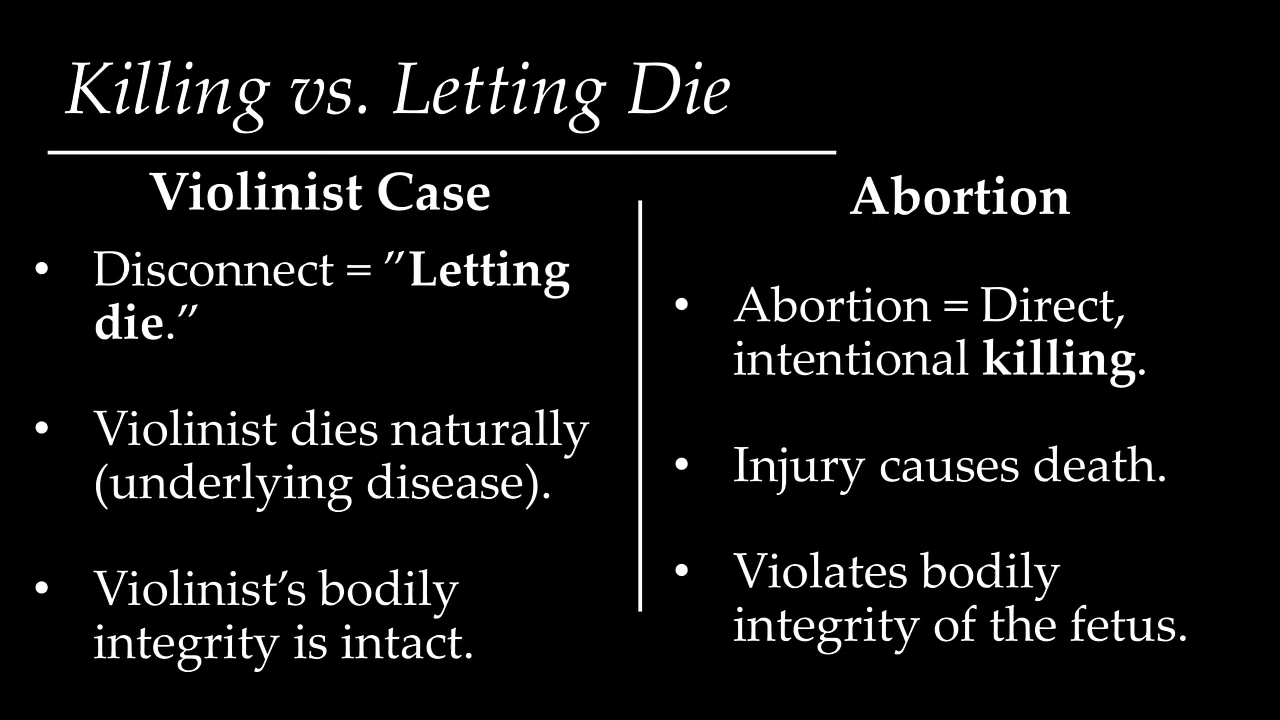 Killing vs. Letting Die
Violinist Case
• Disconnect = ”Letting
die.”
• Violinist dies naturally
(underlying disease).
• Violinist’s bodily
integrity is intact.
Abortion
• Abortion = Direct,
intentional killing.
• Injury causes death.
• Violates bodily
integrity of the fetus.